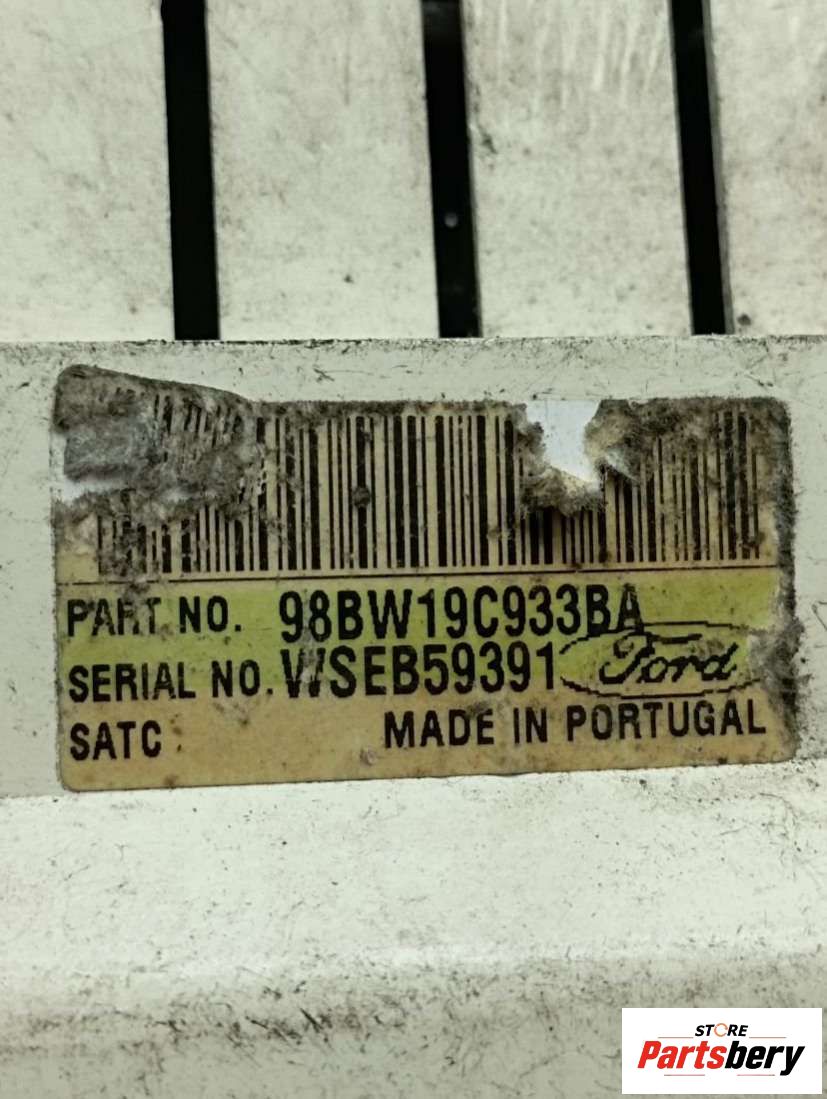 PART NO. 98BW19C933BA
SERIAL NO. WSEB59391 Ford
SATC MADE IN PORTUGAL
STORE
Partsbery